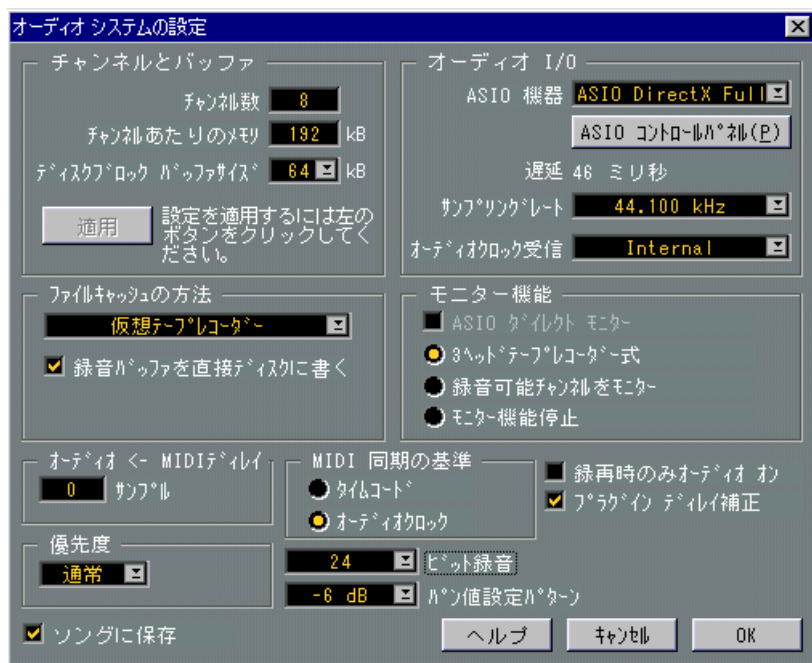 オーディオ システムの設定
チャンネルとバッファ
ﾁｬﾝﾈﾙ数 8
ﾁｬﾝﾈﾙあたりのﾒﾓﾘ 192 kB
ﾃﾞｨｽｸﾌﾞﾛｯｸ ﾊﾞｯﾌｧｻｲｽﾞ 64 kB
適用
設定を適用するには左の
ボタンをクリックしてく
ださい。
オーディオ I/O
ASIO 機器 ASIO DirectX Full
ASIO ｺﾝﾄﾛｰﾙﾊﾟﾈﾙ(P)
遅延 46 ミリ秒
ｻﾝﾌﾟﾘﾝｸﾞﾚｰﾄ 44.100 kHz
ｵｰﾃﾞｨｵｸﾛｯｸ受信 Internal
ﾌｧｲﾙｷｬｯｼｭの方法
仮想ﾃｰﾌﾟﾚｺｰﾀﾞｰ
録音ﾊﾞｯﾌｧを直接ﾃﾞｨｽｸに書く
モニター機能
ASIO ﾀﾞｲﾚｸﾄ ﾓﾆﾀｰ
3ﾍｯﾄﾞﾃｰﾌﾟﾚｺｰﾀﾞｰ式
録音可能ﾁｬﾝﾈﾙをﾓﾆﾀｰ
ﾓﾆﾀｰ機能停止
ｵｰﾃﾞｨｵ <- MIDIﾃﾞｨﾚｲ
0 ｻﾝﾌﾟﾙ
MIDI 同期の基準
ﾀｲﾑｺｰﾄﾞ
ｵｰﾃﾞｨｵｸﾛｯｸ
録再時のみｵｰﾃﾞｨｵ ｵﾝ
ﾌﾟﾗｸﾞｲﾝ ﾃﾞｨﾚｲ補正
優先度
通常
24 ﾋﾞｯﾄ録音
-6 dB ﾊﾟﾝ値設定ﾊﾟﾀｰﾝ
ソングに保存
ヘルプ
ｷｬﾝｾﾙ
OK